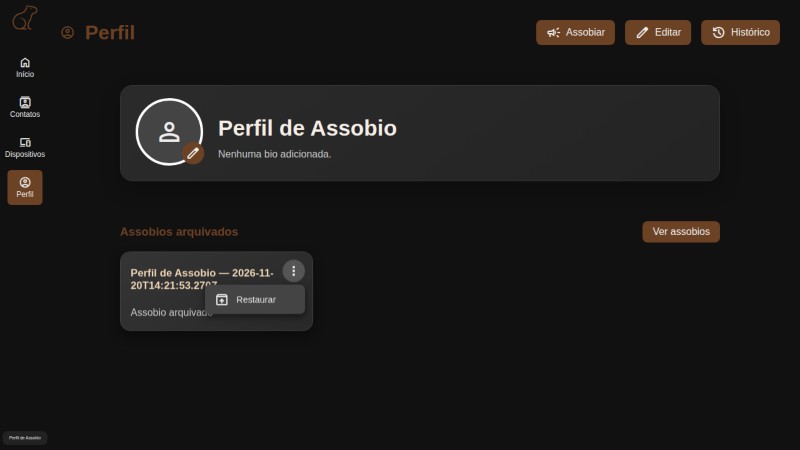 Perfil
Assobiar
Editar
Histórico
Início
Contatos
Dispositivos
Perfil
Perfil de Assobio
Nenhuma bio adicionada.
Assobios arquivados
Ver assobios
Perfil de Assobio — 2026-11-
20T14:21:53.279Z
Restaurar
Assobio arquivado
Perfil de Assobio